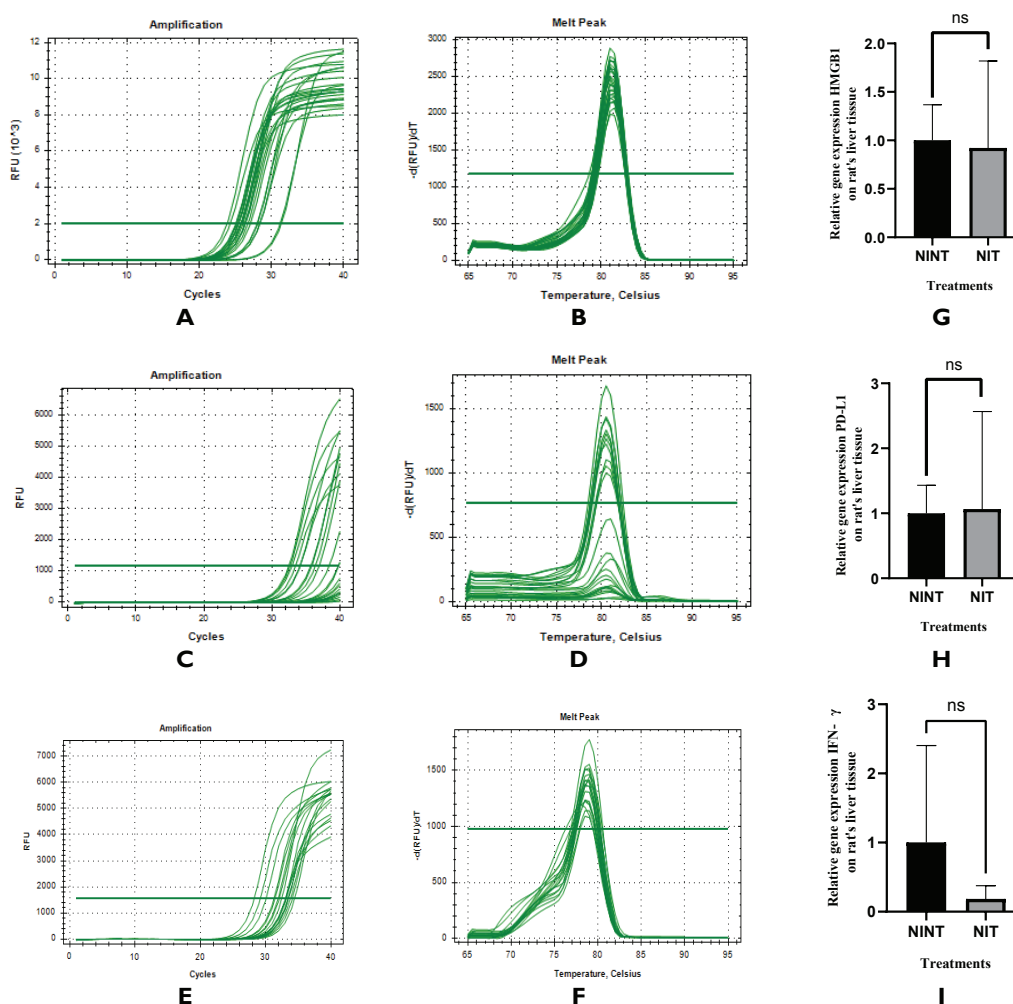 Amplification
RFU (10^3)
12
10
8
6
4
2
0
0 10 20 30 40
Cycles
A
Melt Peak
-d(RFU)/dT
3000
2500
2000
1500
1000
500
0
65 70 75 80 85 90 95
Temperature, Celsius
B
ns
Relative gene expression HMGB1
on rat's liver tisssue
2.0
1.5
1.0
0.5
0.0
NINT NIT
Treatments
G
Amplification
RFU
6000
5000
4000
3000
2000
1000
0
0 10 20 30 40
Cycles
C
Melt Peak
-d(RFU)/dT
1500
1000
500
0
65 70 75 80 85 90 95
Temperature, Celsius
D
ns
Relative gene expression PD-L1
on rat's liver tisssue
3
2
1
0
NINT NIT
Treatments
H
Amplification
RFU
7000
6000
5000
4000
3000
2000
1000
0
0 10 20 30 40
Cycles
E
Melt Peak
-d(RFU)/dT
1500
1000
500
0
65 70 75 80 85 90 95
Temperature, Celsius
F
ns
Relative gene expression IFN- γ
on rat's liver tisssue
3
2
1
0
NINT NIT
Treatments
I